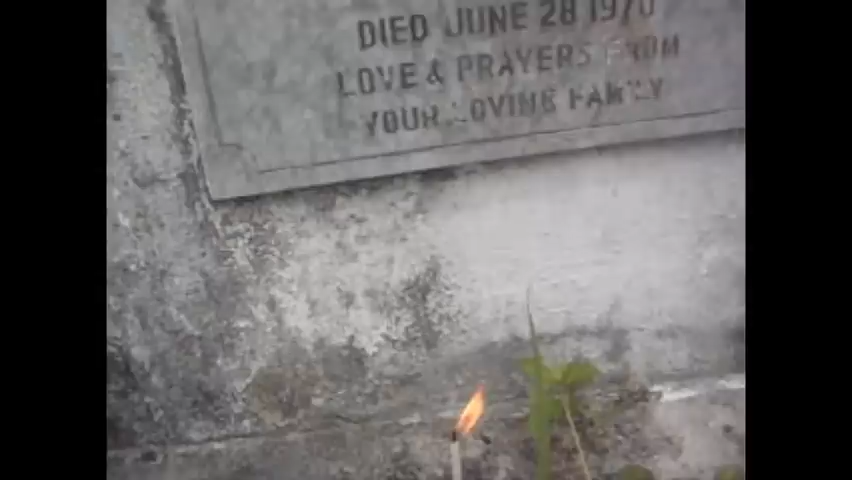 DIED JUNE 28 1970
LOVE & PRAYERS FROM
YOUR LOVING FAMILY